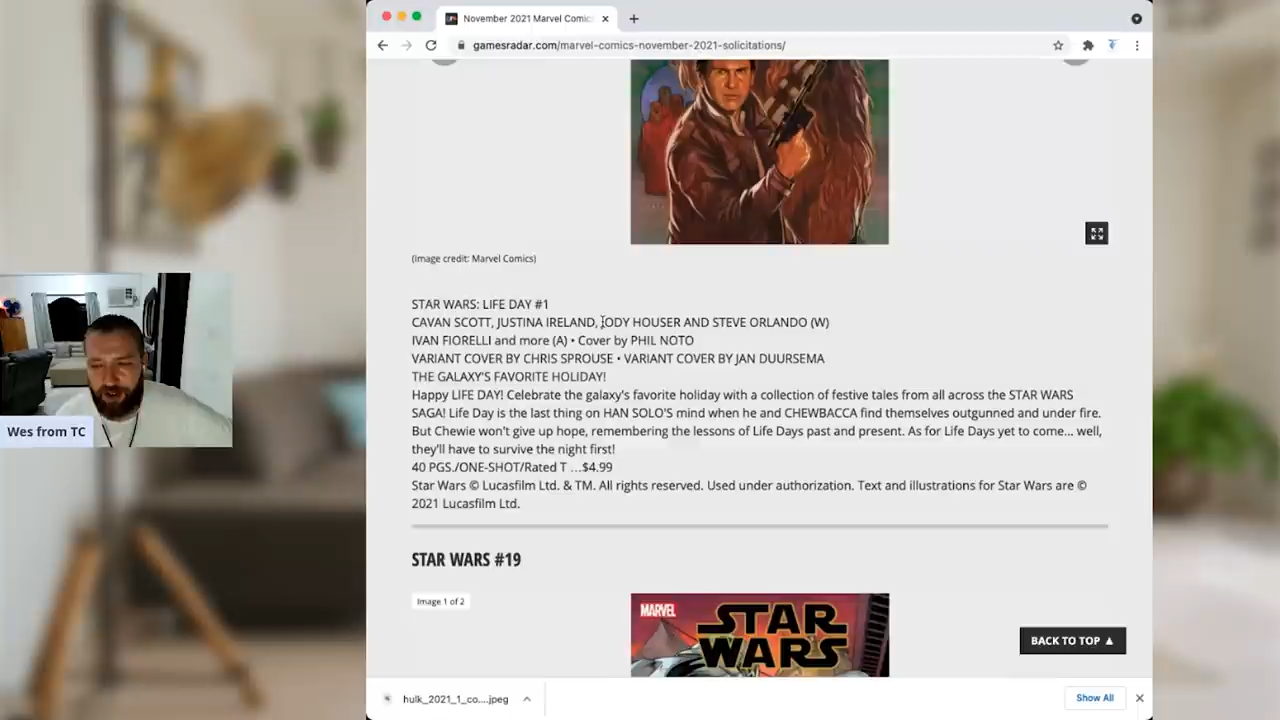 November 2021 Marvel Comic
gamesradar.com/marvel-comics-november-2021-solicitations/
(Image credit: Marvel Comics)
STAR WARS: LIFE DAY #1
CAVAN SCOTT, JUSTINA IRELAND, JODY HOUSER AND STEVE ORLANDO (W)
IVAN FIORELLI and more (A) • Cover by PHIL NOTO
VARIANT COVER BY CHRIS SPROUSE • VARIANT COVER BY JAN DUURSEMA
THE GALAXY'S FAVORITE HOLIDAY!
Happy LIFE DAY! Celebrate the galaxy's favorite holiday with a collection of festive tales from all across the STAR WARS
SAGA! Life Day is the last thing on HAN SOLO'S mind when he and CHEWBACCA find themselves outgunned and under fire.
But Chewie won't give up hope, remembering the lessons of Life Days past and present. As for Life Days yet to come... well,
they'll have to survive the night first!
40 PGS./ONE-SHOT/Rated T ...$4.99
Star Wars © Lucasfilm Ltd. & TM. All rights reserved. Used under authorization. Text and illustrations for Star Wars are ©
2021 Lucasfilm Ltd.
Wes from TC
STAR WARS #19
Image 1 of 2
MARVEL
STAR
WARS
BACK TO TOP ▲
hulk_2021_1_co....jpeg
Show All